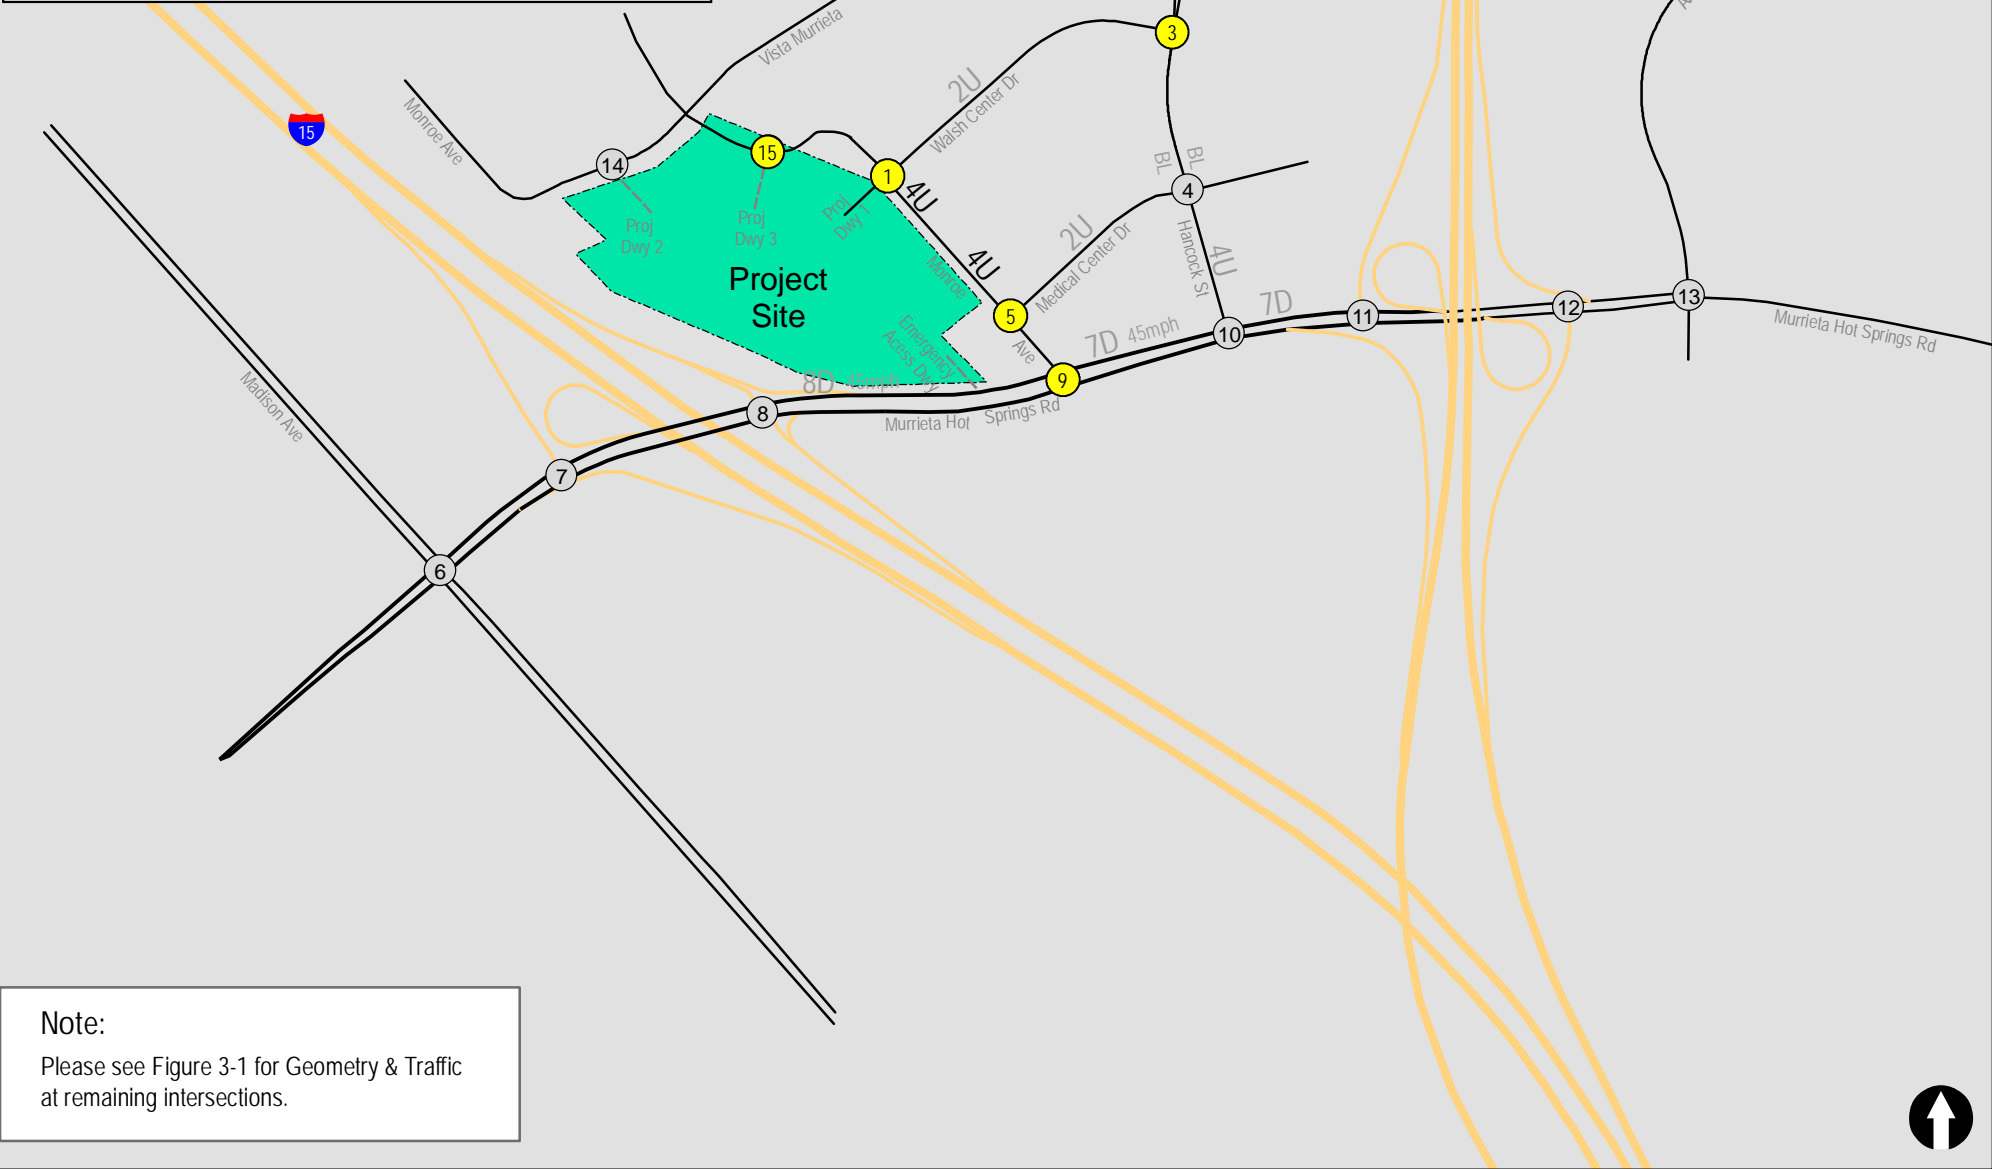 Vista Murrieta
3
2U
Walsh Center Dr
Monroe Ave
15
14
15
1
4U
BL
BL
4
Proj
Dwy 2
Proj
Dwy 3
Proj
Dwy 1
2U
Medical Center Dr
Hancock St
4U
4U
Monroe
Project
Site
5
Ave
Emergency
Acess Dwy
7D 45mph
10
7D
11
12
13
Murrieta Hot Springs Rd
8D 45mph
9
8
Murrieta Hot Springs Rd
Madison Ave
7
6
Note:
Please see Figure 3-1 for Geometry & Traffic
at remaining intersections.